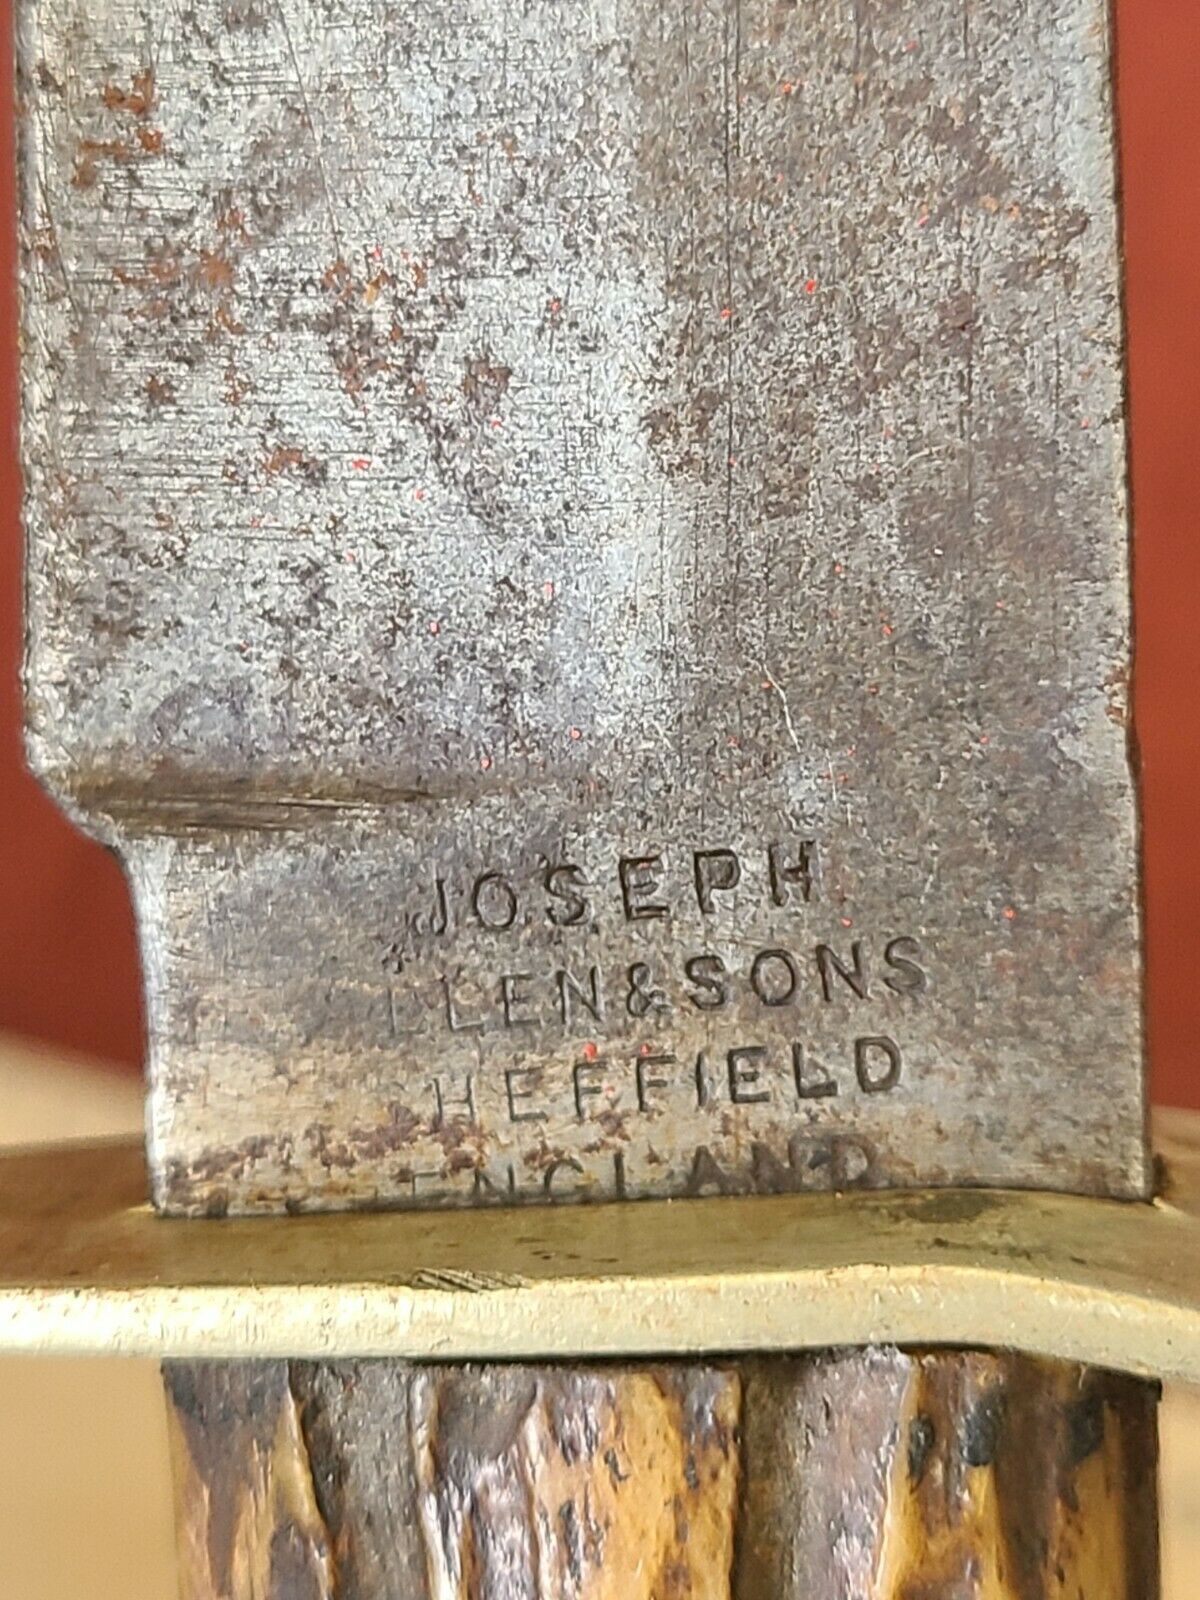 JOSEPH
LLEN & SONS
HEFFIELD
ENGLAND